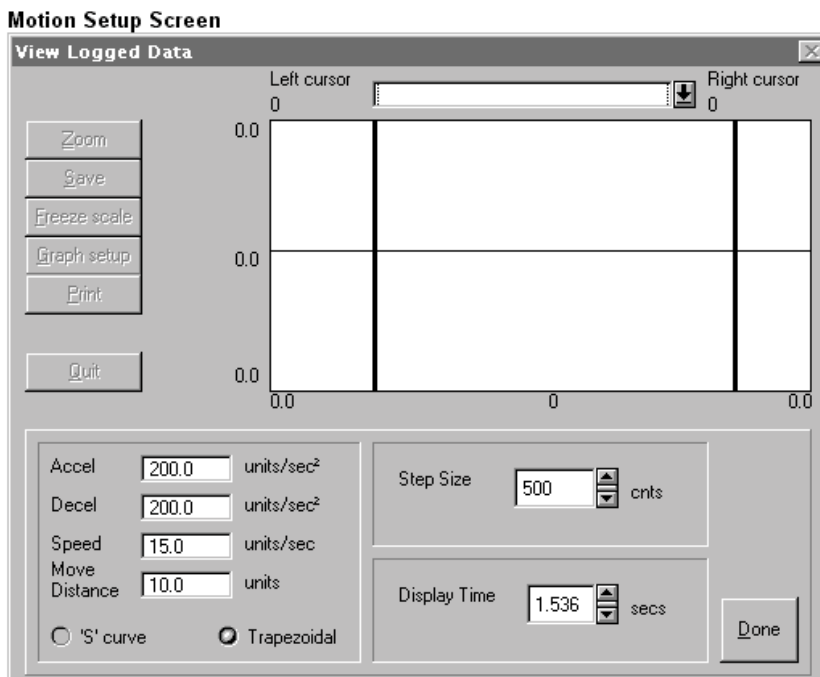 Motion Setup Screen
View Logged Data
Left cursor
Right cursor
0
0
Zoom
Save
Freeze scale
Graph setup
Print
Quit
0.0
0.0
0.0
0.0
0
0.0
Accel
200.0
units/sec²
Decel
200.0
units/sec²
Speed
15.0
units/sec
Move
Distance
10.0
units
'S' curve
Trapezoidal
Step Size
500
cnts
Display Time
1.536
secs
Done